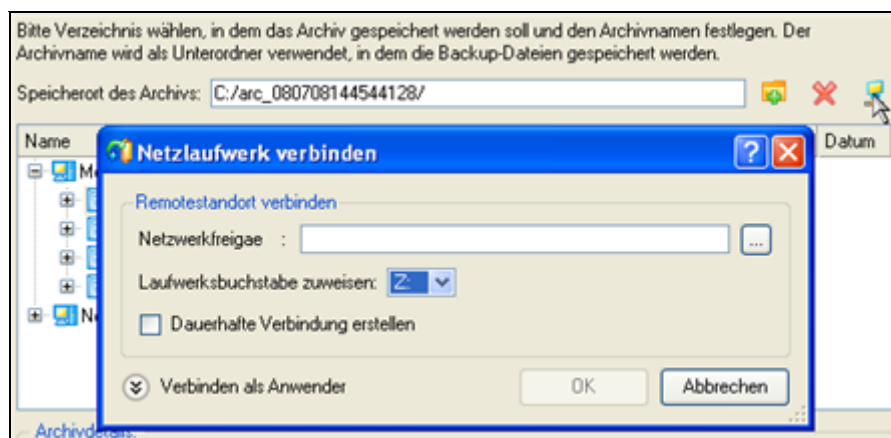 Bitte Verzeichnis wählen, in dem das Archiv gespeichert werden soll und den Archivnamen festlegen. Der
Archivname wird als Unterordner verwendet, in dem die Backup-Dateien gespeichert werden.
Speicherort des Archivs: C:/arc_080708144544128/
Name Datum
Netzlaufwerk verbinden
Remotestandort verbinden
Netzwerkfreigae :
...
Laufwerksbuchstabe zuweisen: Z:
Dauerhafte Verbindung erstellen
Verbinden als Anwender OK Abbrechen
Archivdetails: